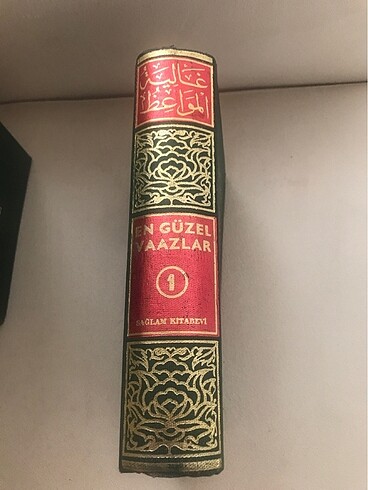 غالية
المواعظ
EN GÜZEL
VAAZLAR
1
SAĞLAM KİTABEVİ